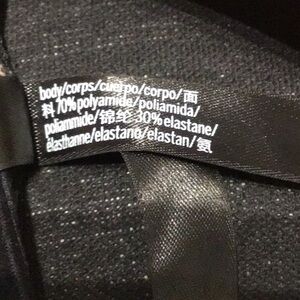 body/corps/cuerpo/corpo/面
料 70% polyamide/poliamida/
poliammide/锦纶 30% elastane/
élasthanne/elastano/elastan/氨